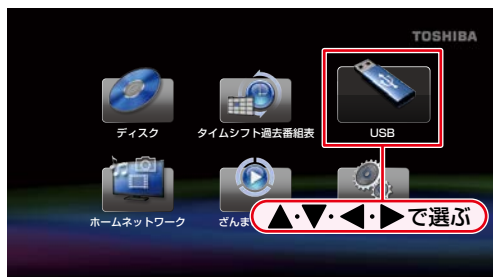 TOSHIBA
ディスク
タイムシフト過去番組表
USB
ホームネットワーク
ざんま
▲・▼・◀・▶で選ぶ